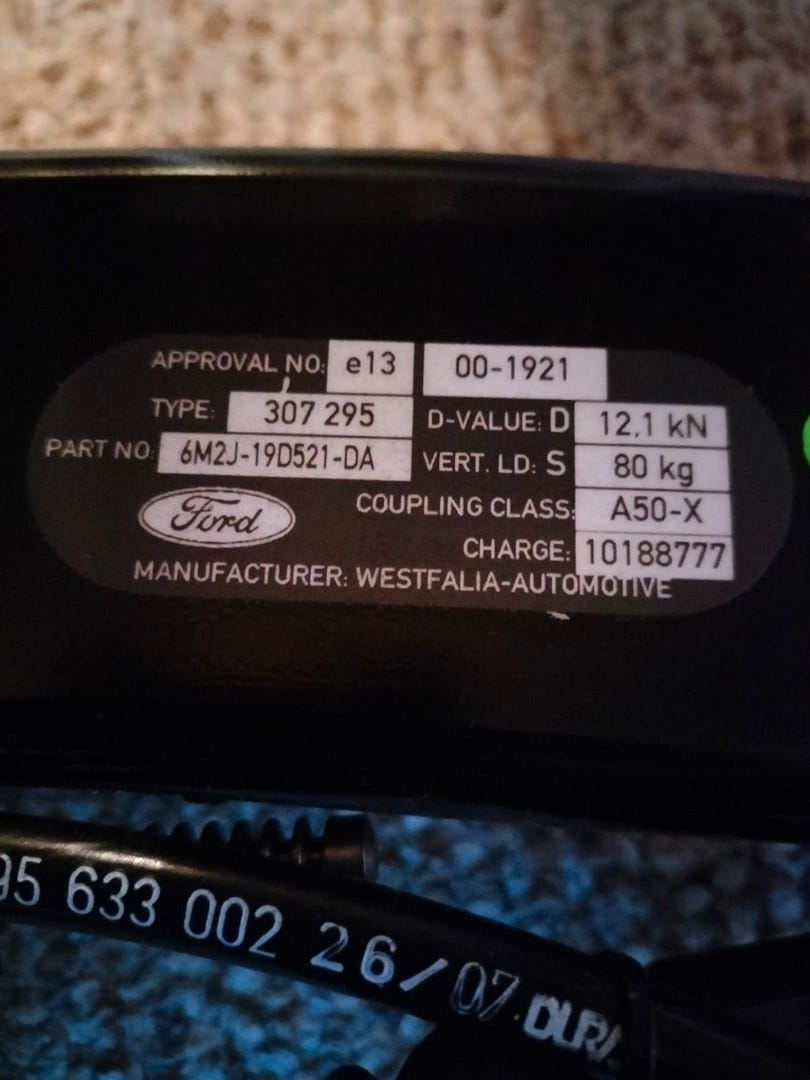 APPROVAL NO: e13 00-1921
TYPE: 307 295 D-VALUE: D 12,1 kN
PART NO: 6M2J-19D521-DA VERT. LD: S 80 kg
Ford COUPLING CLASS: A50-X
CHARGE: 10188777
MANUFACTURER: WESTFALIA-AUTOMOTIVE
95 633 002 26/07 DURA